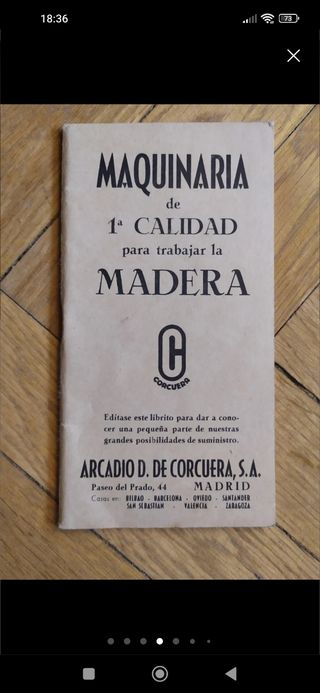 18:36
73
MAQUINARIA
de
1ª CALIDAD
para trabajar la
MADERA
C
CORCUERA
Edítase este librito para dar a cono-
cer una pequeña parte de nuestras
grandes posibilidades de suministro.
ARCADIO D. DE CORCUERA, S.A.
Paseo del Prado, 44 MADRID
Casas en: BILBAO - BARCELONA - OVIEDO - SANTANDER
SAN SEBASTIAN - VALENCIA - ZARAGOZA